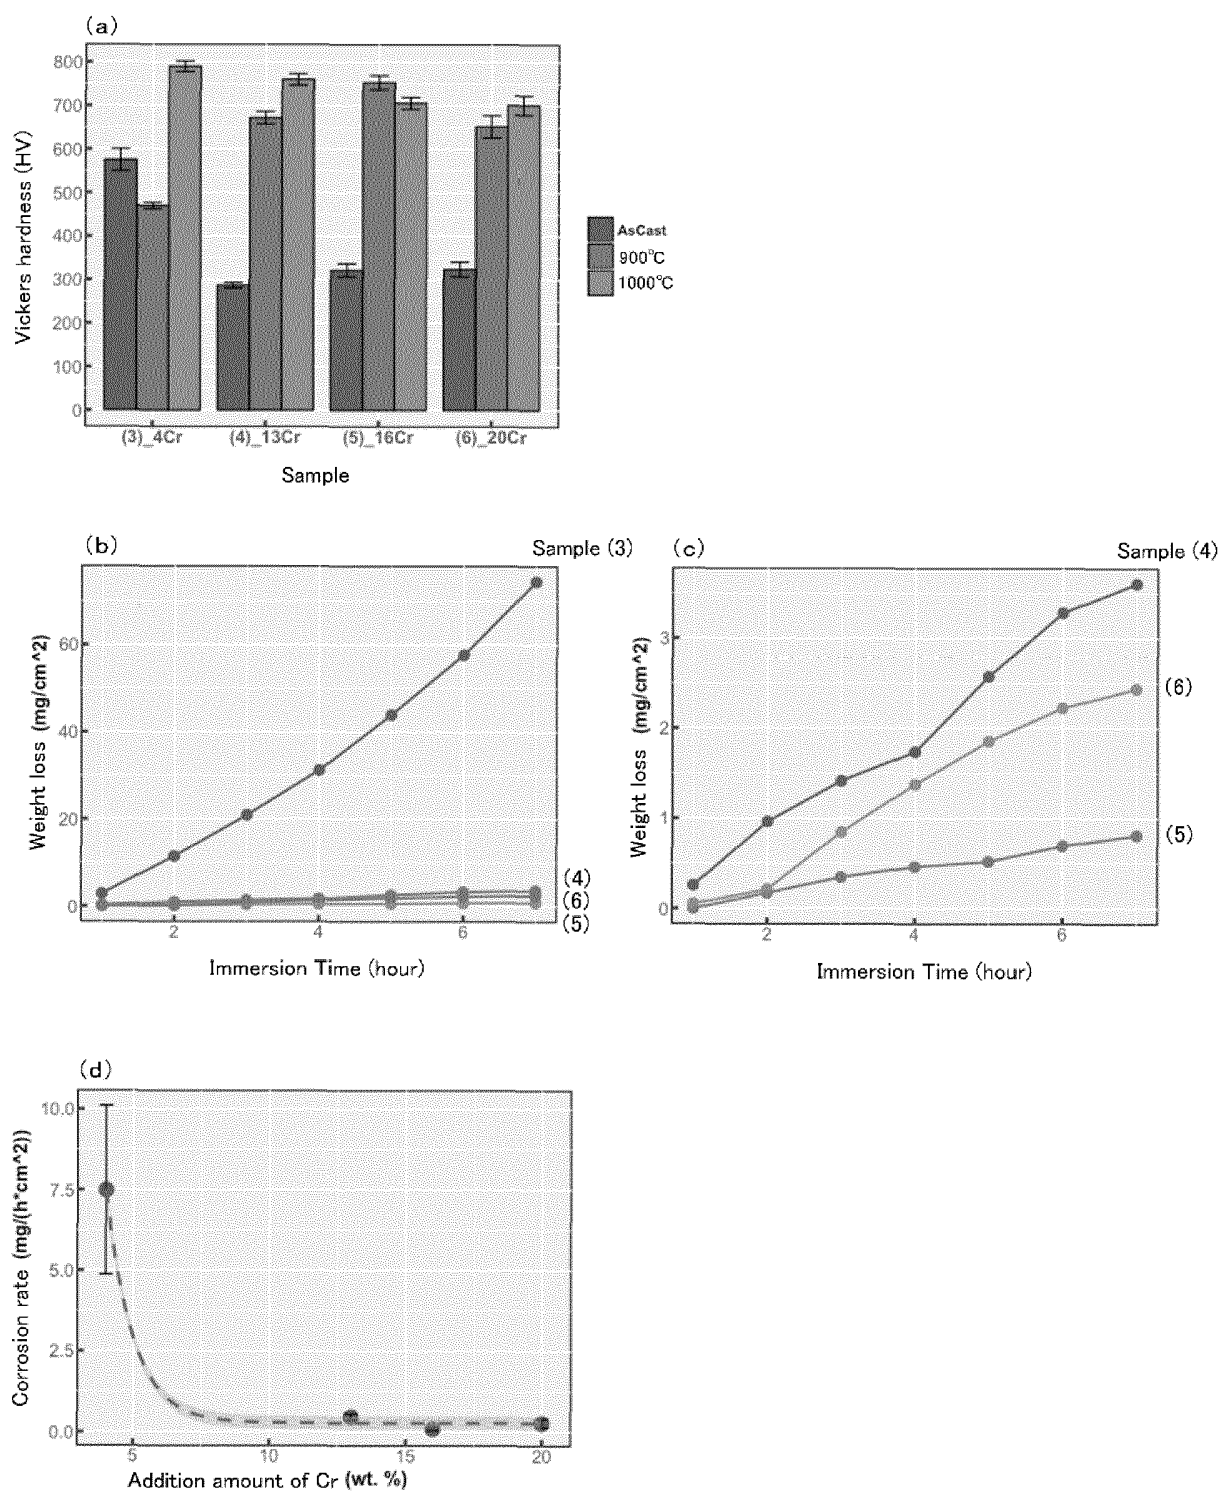 (a)
Vickers hardness (HV)
800
700
600
500
400
300
200
100
0
(3)_4Cr (4)_13Cr (5)_16Cr (6)_20Cr
Sample
AsCast
900℃
1000℃
(b)
Sample (3)
Weight loss (mg/cm^2)
60
40
20
0
(4)
(6)
(5)
2 4 6
Immersion Time (hour)
(c)
Sample (4)
Weight loss (mg/cm^2)
3
2
1
0
(6)
(5)
2 4 6
Immersion Time (hour)
(d)
Corrosion rate (mg/(h*cm^2))
10.0
7.5
5.0
2.5
0.0
5 10 15 20
Addition amount of Cr (wt. %)